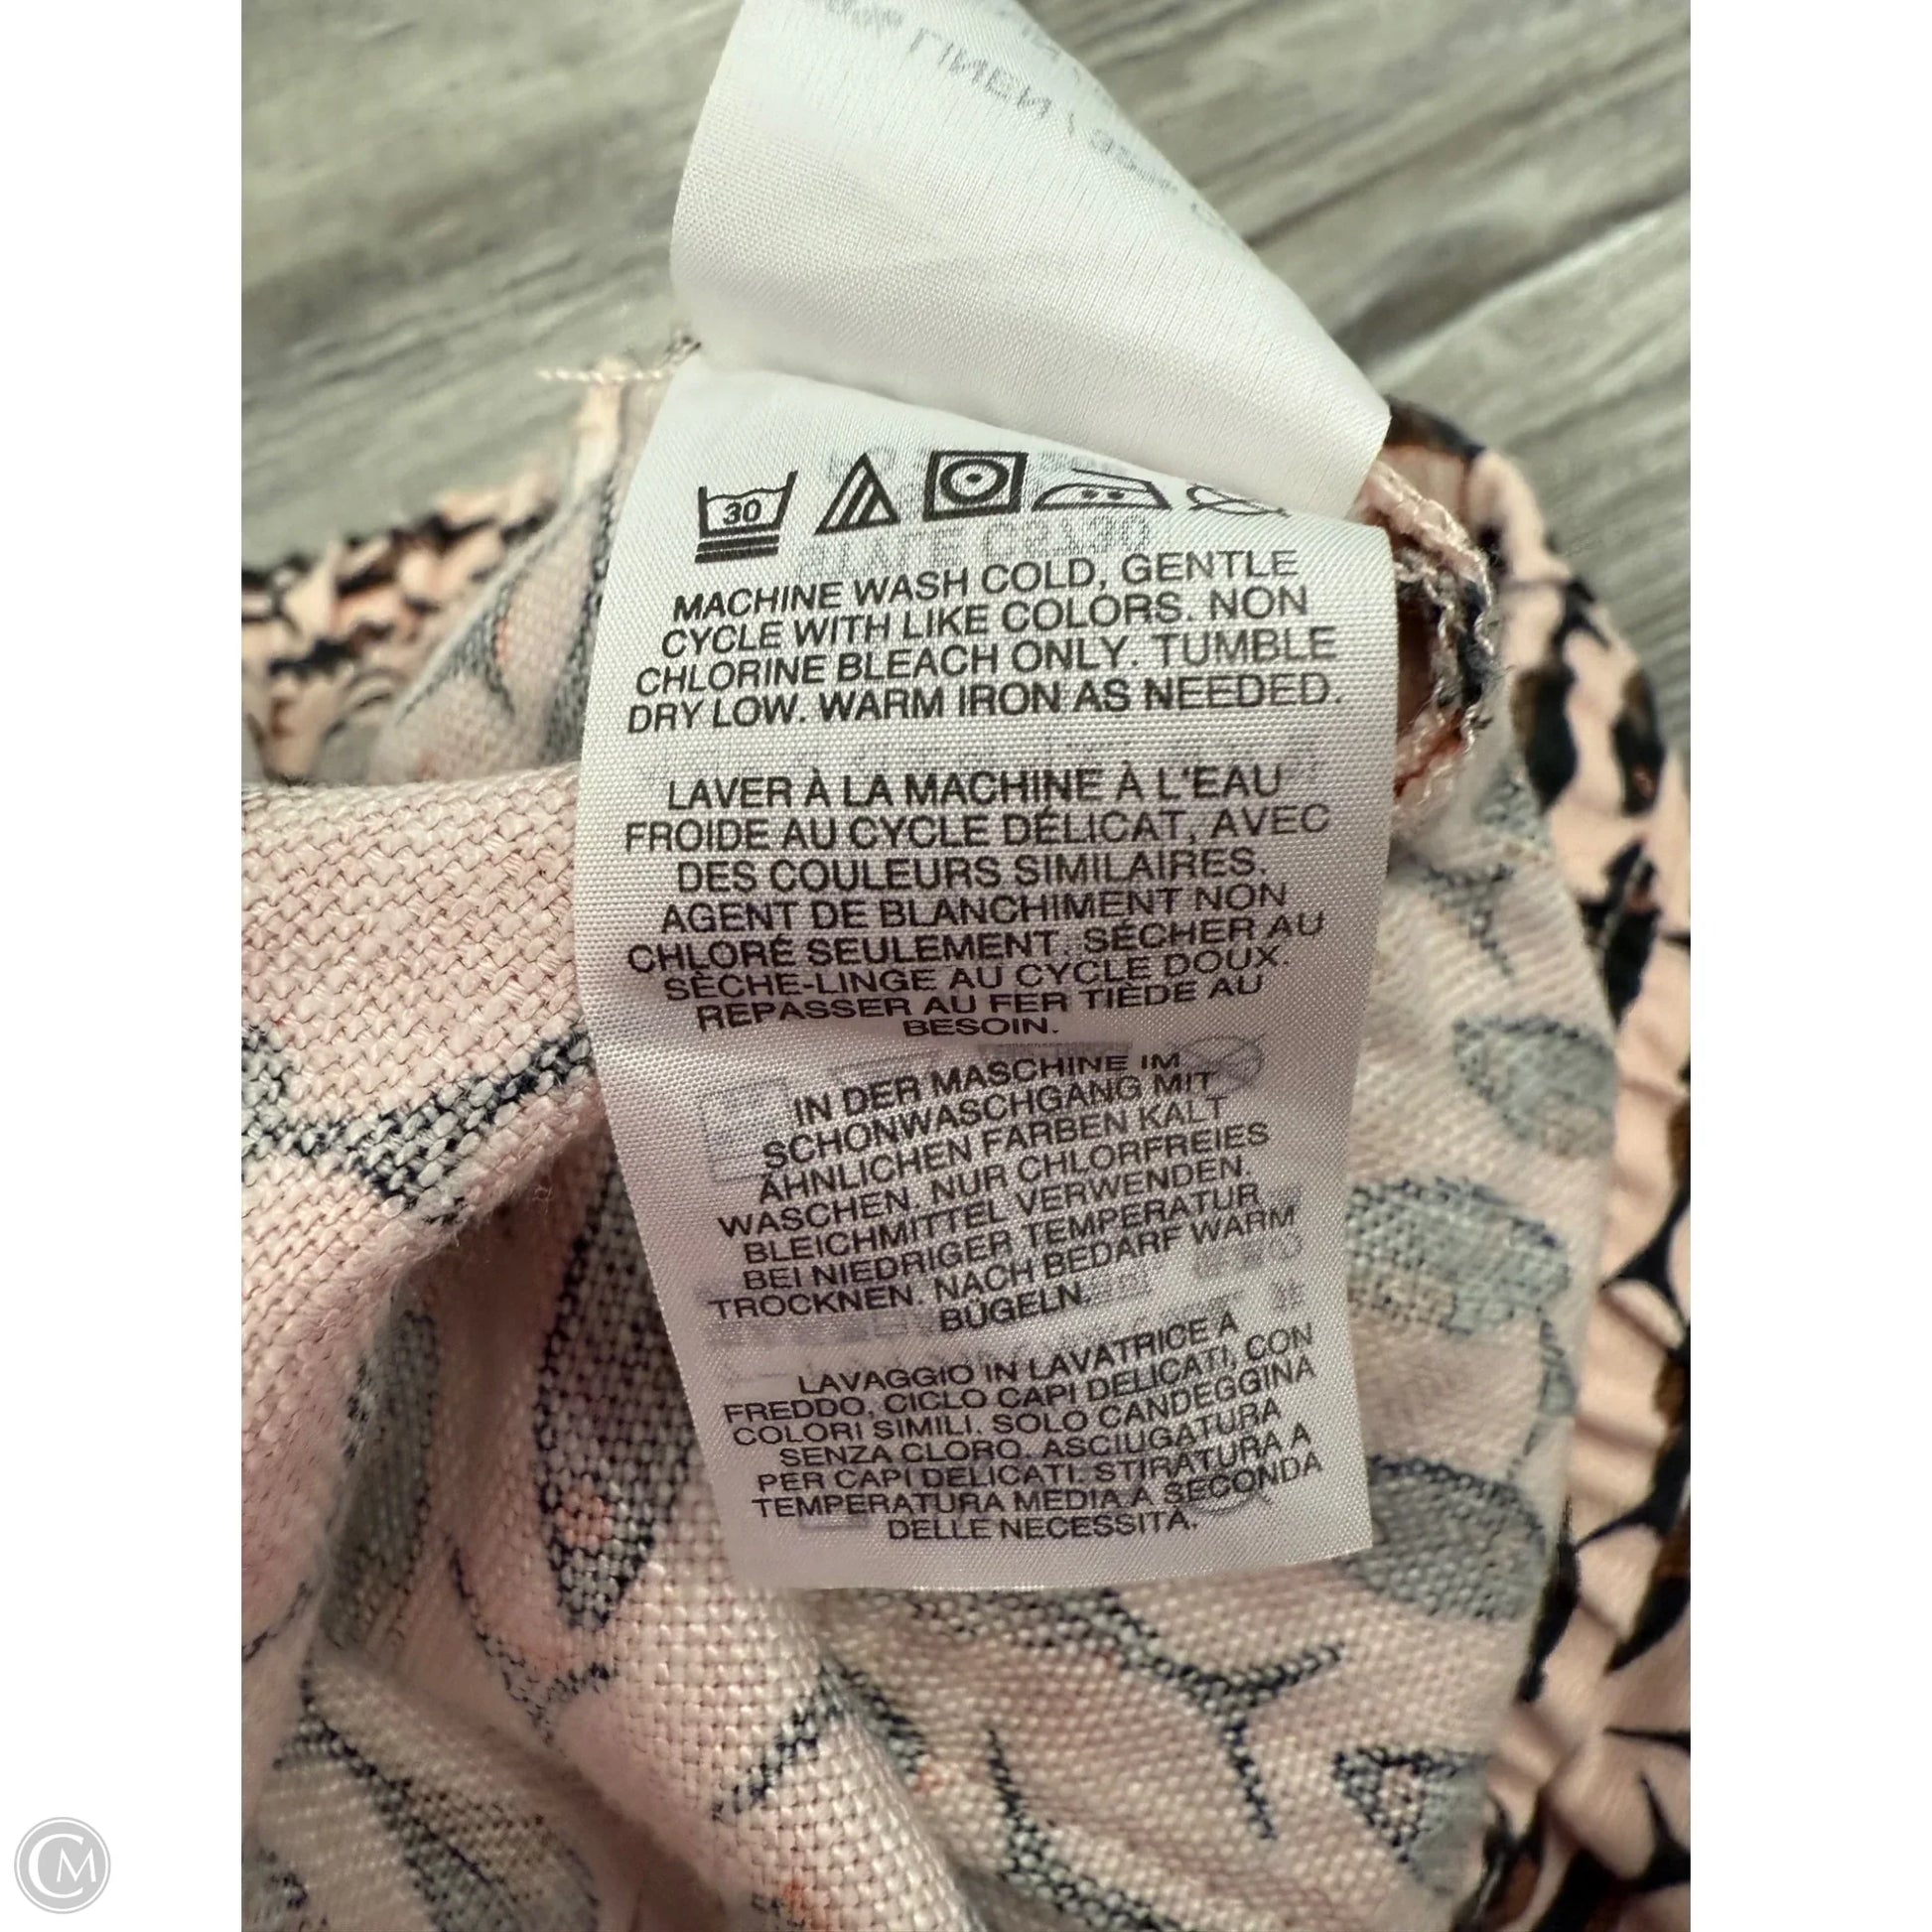 30
MACHINE WASH COLD, GENTLE
CYCLE WITH LIKE COLORS. NON
CHLORINE BLEACH ONLY. TUMBLE
DRY LOW. WARM IRON AS NEEDED.
LAVER À LA MACHINE À L'EAU
FROIDE AU CYCLE DÉLICAT, AVEC
DES COULEURS SIMILAIRES.
AGENT DE BLANCHIMENT NON
CHLORÉ SEULEMENT. SÉCHER AU
SÈCHE-LINGE AU CYCLE DOUX.
REPASSER AU FER TIÈDE AU
BESOIN.
IN DER MASCHINE IM
SCHONWASCHGANG MIT
ÄHNLICHEN FARBEN KALT
WASCHEN. NUR CHLORFREIES
BLEICHMITTEL VERWENDEN.
BEI NIEDRIGER TEMPERATUR
TROCKNEN. NACH BEDARF WARM
BÜGELN.
LAVAGGIO IN LAVATRICE A
FREDDO, CICLO CAPI DELICATI, CON
COLORI SIMILI. SOLO CANDEGGINA
SENZA CLORO. ASCIUGATURA
PER CAPI DELICATI. STIRATURA A
TEMPERATURA MEDIA A SECONDA
DELLE NECESSITÀ.
CM